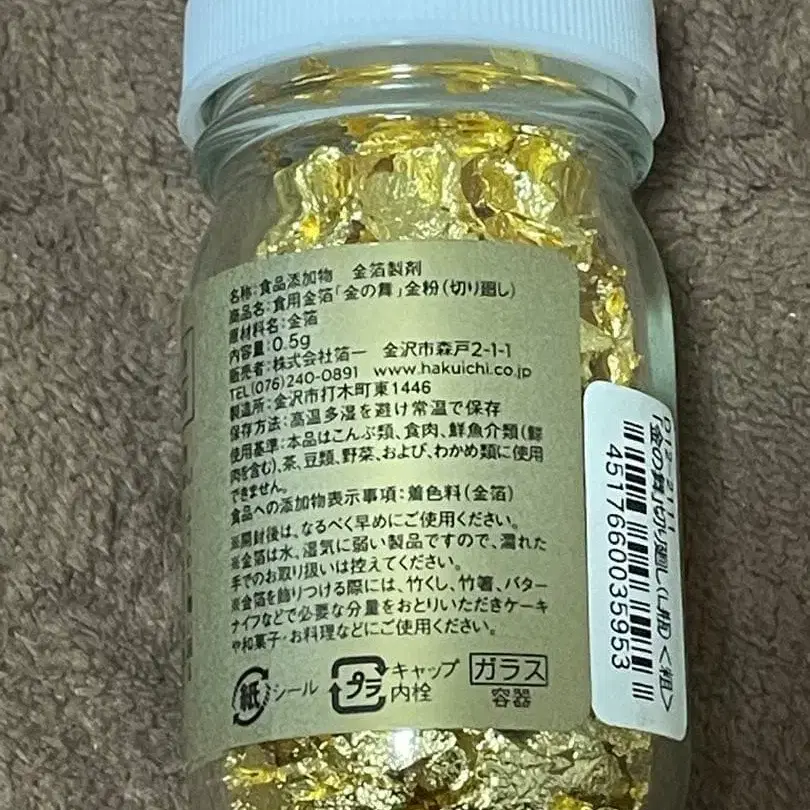 名称:食品添加物　金箔製剤
商品名:食用金箔「金の舞」金粉(切り廻し)
原材料名:金箔
内容量:0.5g
販売者:株式会社箔一　金沢市森戸2-1-1
TEL(076)240-0891　www.hakuichi.co.jp
製造所:金沢市打木町東1446
保存方法:高温多湿を避け常温で保存
使用基準:本品はこんぶ類、食肉、鮮魚介類(鯨
肉を含む)、茶、豆類、野菜、および、わかめ類に使用
できません。
食品への添加物表示事項:着色料(金箔)
※開封後は、なるべく早めにご使用ください。
※金箔は水、湿気に弱い製品ですので、濡れた
手でのお取り扱いは控えてください。
※金箔を飾りつける際には、竹くし、竹箸、バター
ナイフなどで必要な分量をおとりいただきケーキ
や和菓子・お料理などにご使用ください。
紙 シール
プラ キャップ
内栓
ガラス
容器
「金の舞」切り廻し
4517660035953